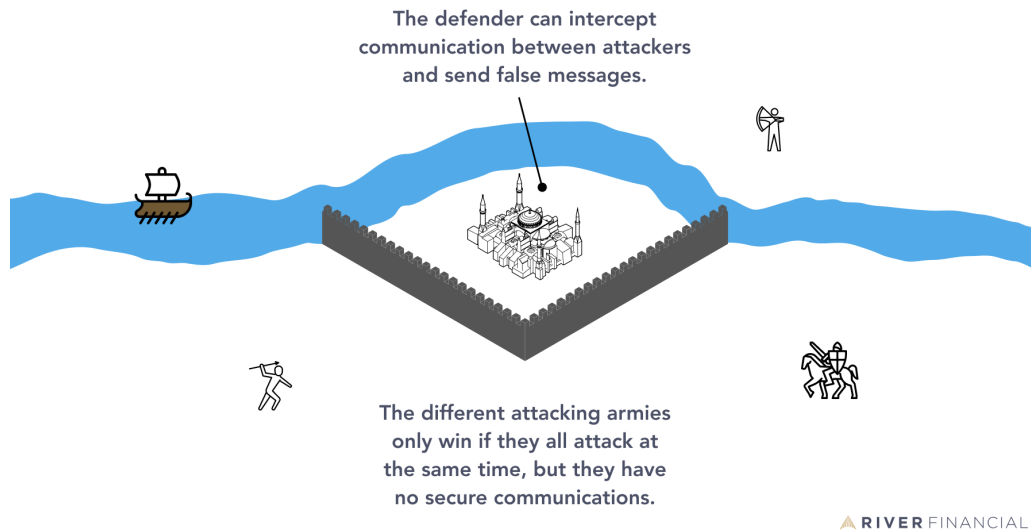 The defender can intercept
communication between attackers
and send false messages.
The different attacking armies
only win if they all attack at
the same time, but they have
no secure communications.
RIVER FINANCIAL